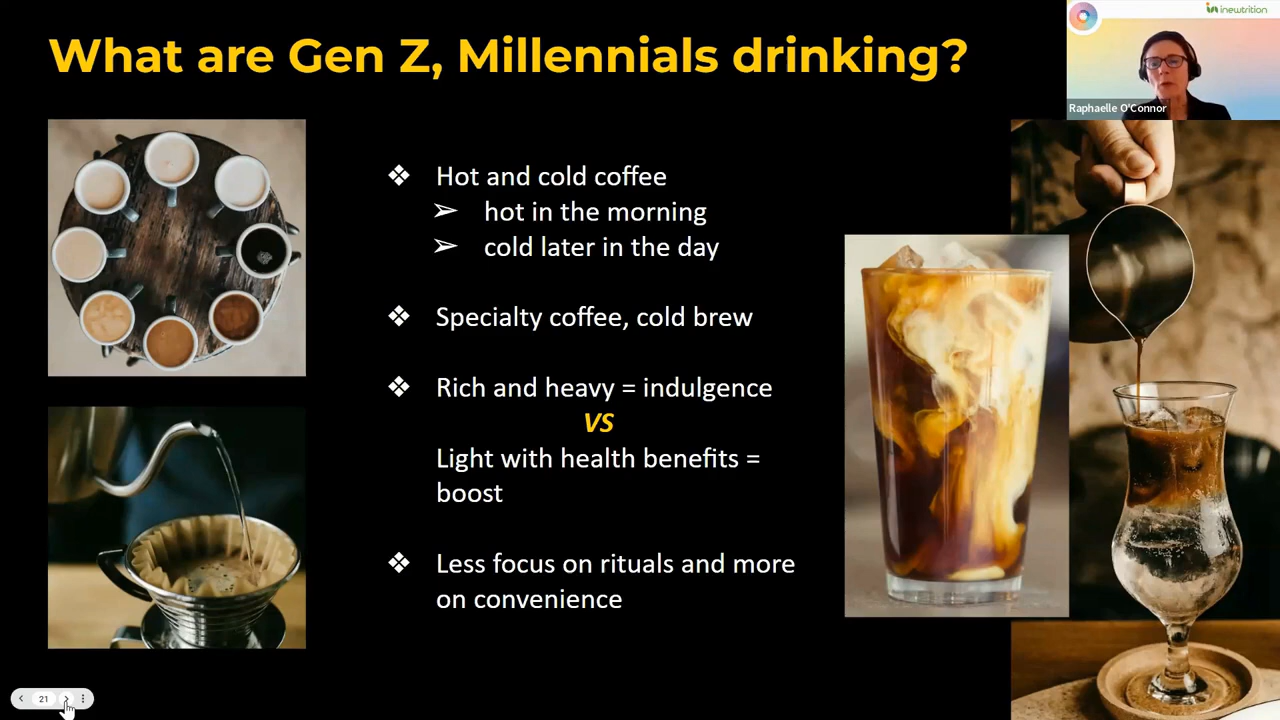 What are Gen Z, Millennials drinking?
inewtrition
Raphaelle O'Connor
❖ Hot and cold coffee
➢ hot in the morning
➢ cold later in the day
❖ Specialty coffee, cold brew
❖ Rich and heavy = indulgence
VS
Light with health benefits =
boost
❖ Less focus on rituals and more
on convenience
21